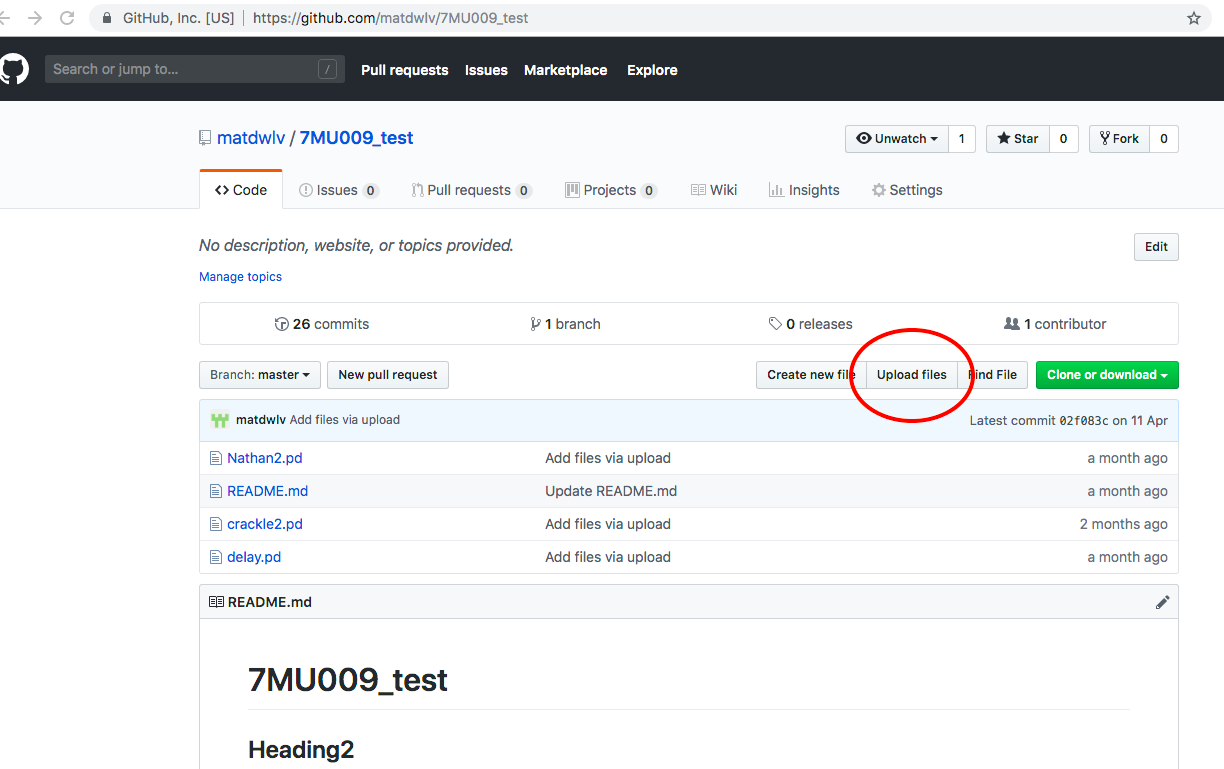 GitHub, Inc. [US] | https://github.com/matdwlv/7MU009_test
Search or jump to... / Pull requests Issues Marketplace Explore
matdwlv / 7MU009_test Unwatch 1 Star 0 Fork 0
Code Issues 0 Pull requests 0 Projects 0 Wiki Insights Settings
No description, website, or topics provided. Edit
Manage topics
26 commits 1 branch 0 releases 1 contributor
Branch: master New pull request Create new file Upload files Find File Clone or download
matdwlv Add files via upload Latest commit 02f083c on 11 Apr
Nathan2.pd Add files via upload a month ago
README.md Update README.md a month ago
crackle2.pd Add files via upload 2 months ago
delay.pd Add files via upload a month ago
README.md
7MU009_test
Heading2